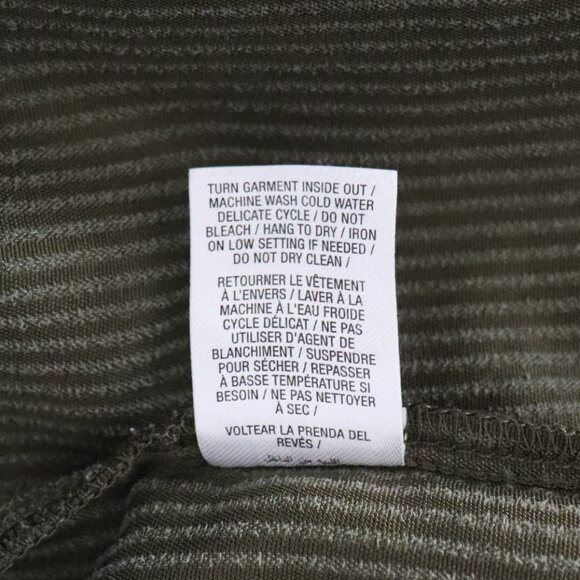 TURN GARMENT INSIDE OUT /
MACHINE WASH COLD WATER
DELICATE CYCLE / DO NOT
BLEACH / HANG TO DRY / IRON
ON LOW SETTING IF NEEDED /
DO NOT DRY CLEAN /
RETOURNER LE VÊTEMENT
À L'ENVERS / LAVER À LA
MACHINE À L'EAU FROIDE
CYCLE DÉLICAT / NE PAS
UTILISER D'AGENT DE
BLANCHIMENT / SUSPENDRE
POUR SÉCHER / REPASSER
À BASSE TEMPÉRATURE SI
BESOIN / NE PAS NETTOYER
À SEC /
VOLTEAR LA PRENDA DEL
REVÉS /